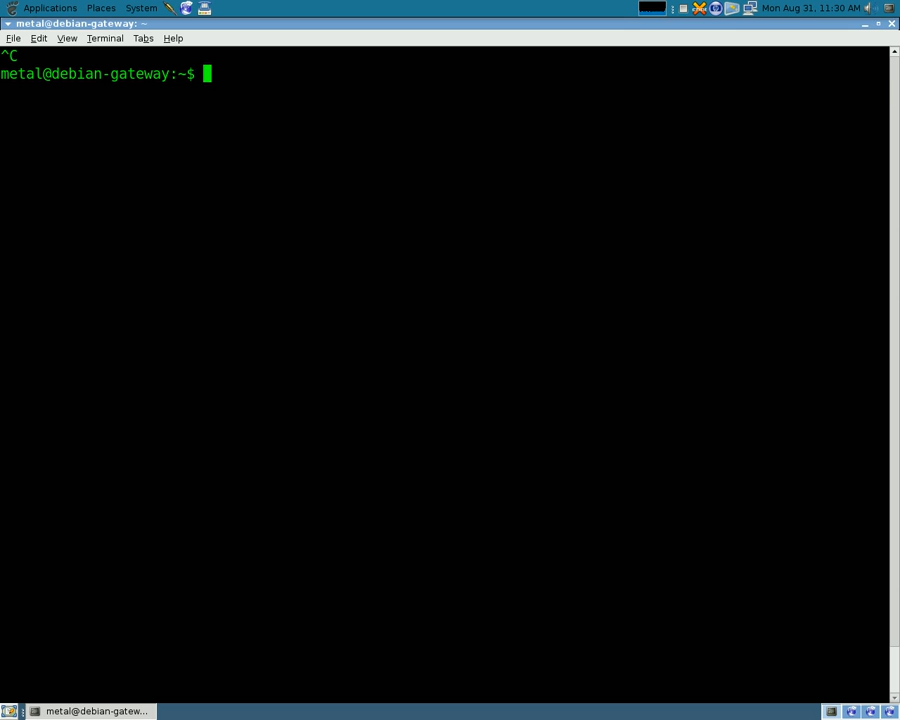 Applications Places System Mon Aug 31, 11:30 AM
metal@debian-gateway: ~
File Edit View Terminal Tabs Help
^C
metal@debian-gateway:~$
metal@debian-gatew...